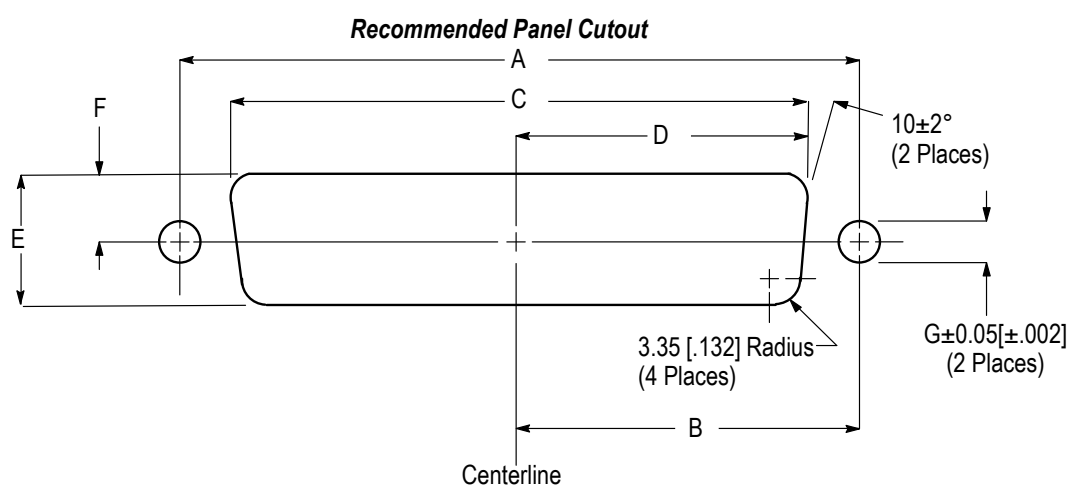 Recommended Panel Cutout
A
F
C
D
10±2°
(2 Places)
E
3.35 [.132] Radius
(4 Places)
G±0.05[±.002]
(2 Places)
B
Centerline